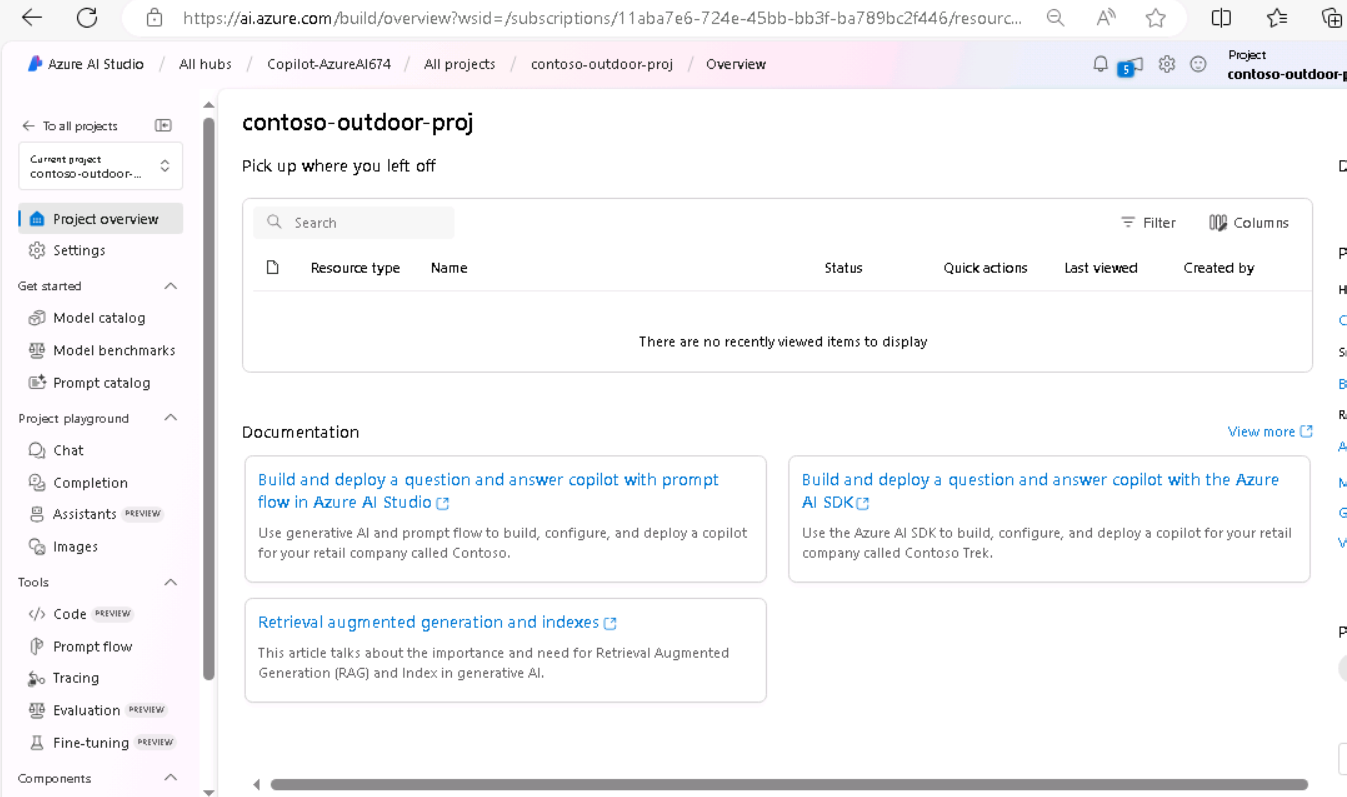 https://ai.azure.com/build/overview?wsid=/subscriptions/11aba7e6-724e-45bb-bb3f-ba789bc2f446/resourc...
Azure AI Studio / All hubs / Copilot-AzureAI674 / All projects / contoso-outdoor-proj / Overview
5
Project
contoso-outdoor-p
To all projects
Current project
contoso-outdoor-...
Project overview
Settings
Get started
Model catalog
Model benchmarks
Prompt catalog
Project playground
Chat
Completion
Assistants PREVIEW
Images
Tools
Code PREVIEW
Prompt flow
Tracing
Evaluation PREVIEW
Fine-tuning PREVIEW
Components
contoso-outdoor-proj
Pick up where you left off
Search
Filter
Columns
Resource type Name Status Quick actions Last viewed Created by
There are no recently viewed items to display
Documentation
View more
Build and deploy a question and answer copilot with prompt
flow in Azure AI Studio
Use generative AI and prompt flow to build, configure, and deploy a copilot
for your retail company called Contoso.
Build and deploy a question and answer copilot with the Azure
AI SDK
Use the Azure AI SDK to build, configure, and deploy a copilot for your retail
company called Contoso Trek.
Retrieval augmented generation and indexes
This article talks about the importance and need for Retrieval Augmented
Generation (RAG) and Index in generative AI.